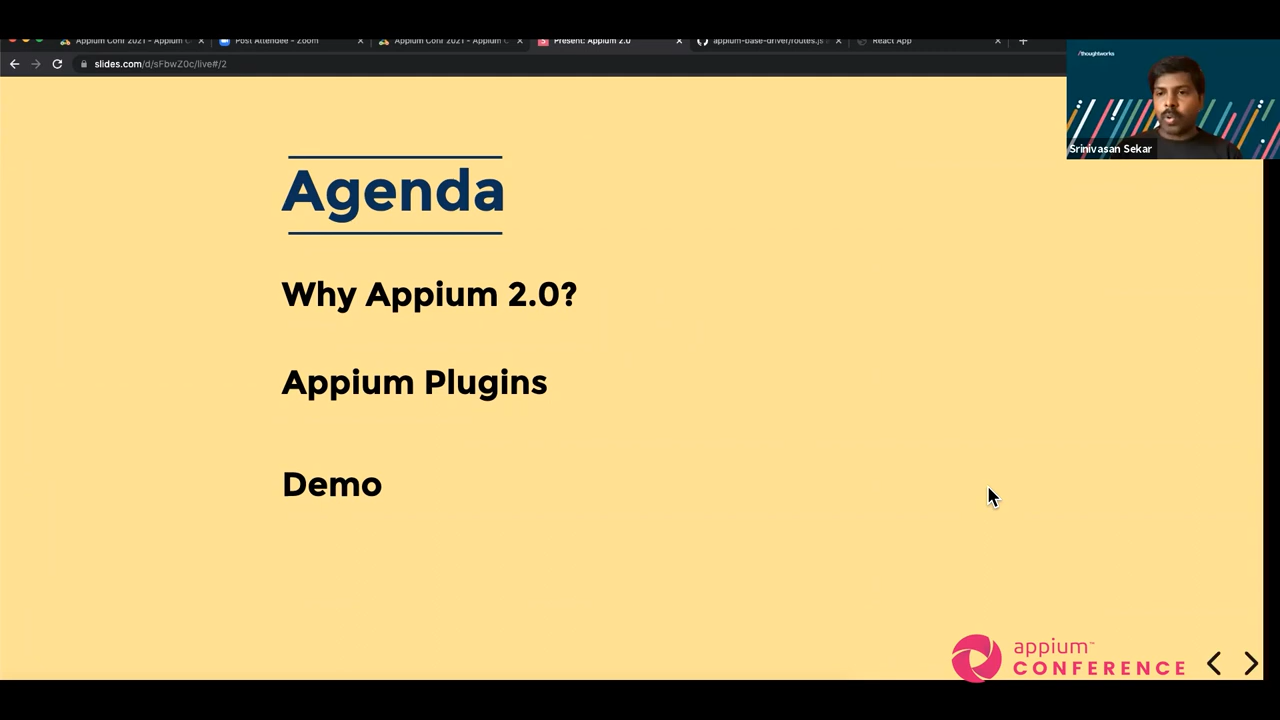 Appium Conf 2021 - Appium C
Post Attendee - Zoom
Appium Conf 2021 - Appium C
Present: Appium 2.0
appium-base-driver/routes.js
React App
slides.com/d/sFbwZ0c/live#/2
/thoughtworks
Srinivasan Sekar
Agenda
Why Appium 2.0?
Appium Plugins
Demo
appium™
CONFERENCE